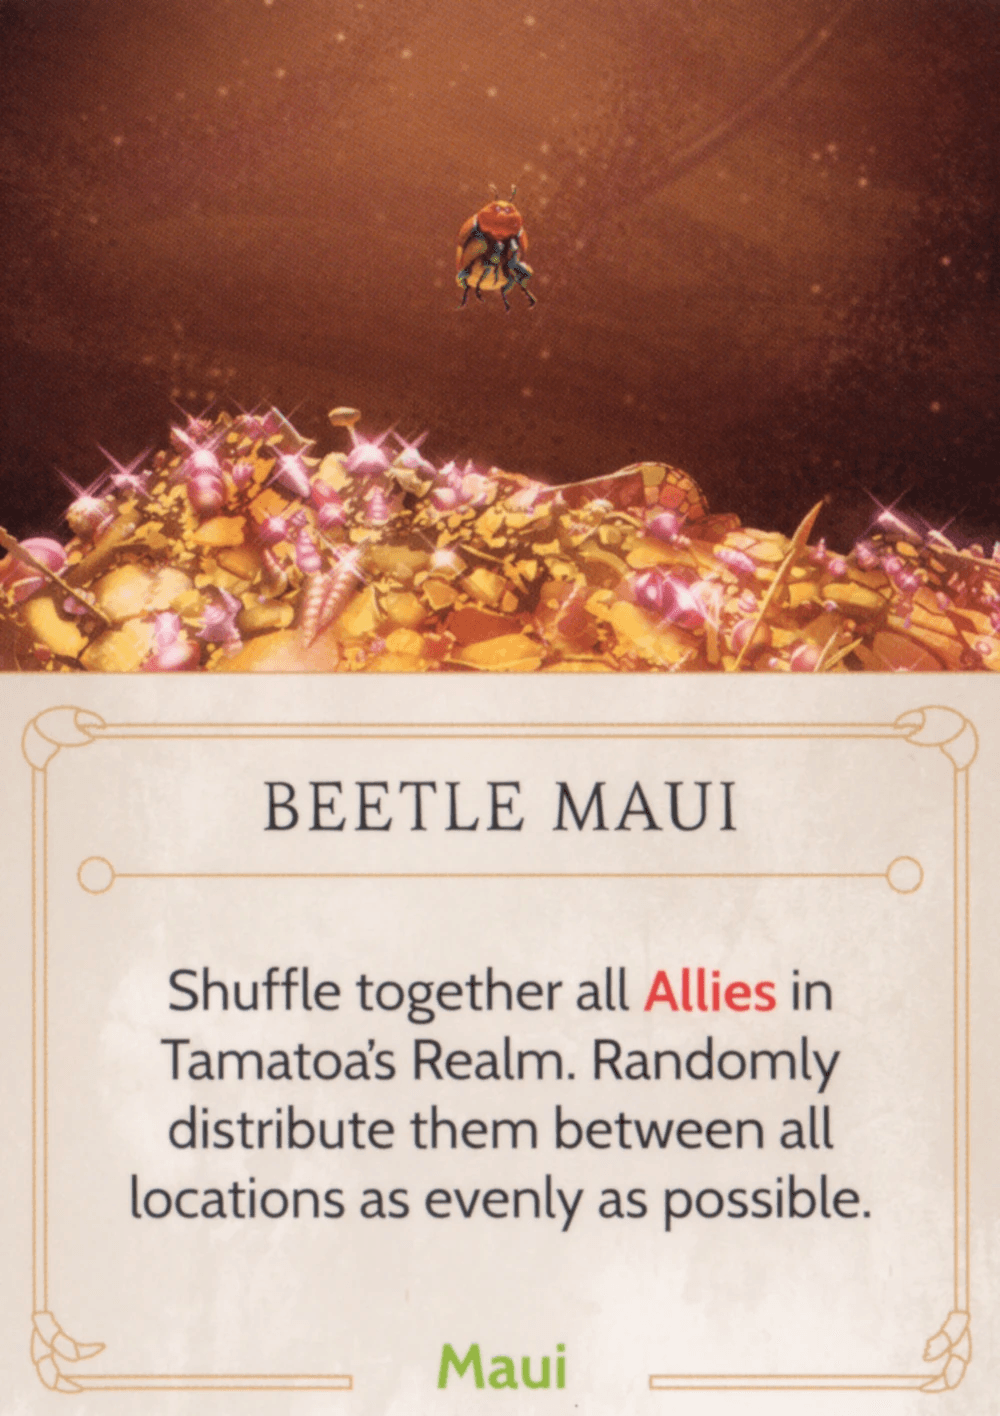 BEETLE MAUI
Shuffle together all Allies in
Tamatoa's Realm. Randomly
distribute them between all
locations as evenly as possible.
Maui